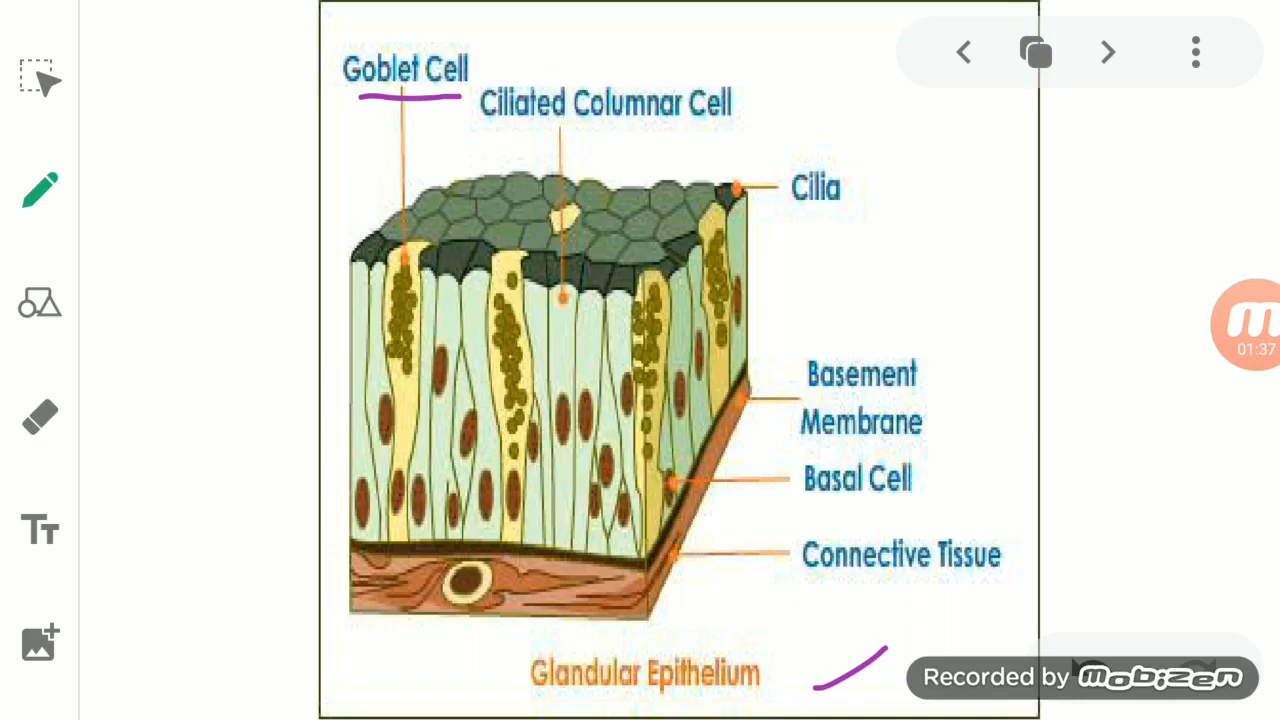 Goblet Cell
Ciliated Columnar Cell
Cilia
Basement
Membrane
Basal Cell
Connective Tissue
Glandular Epithelium
TT
01:37
Recorded by mobizen